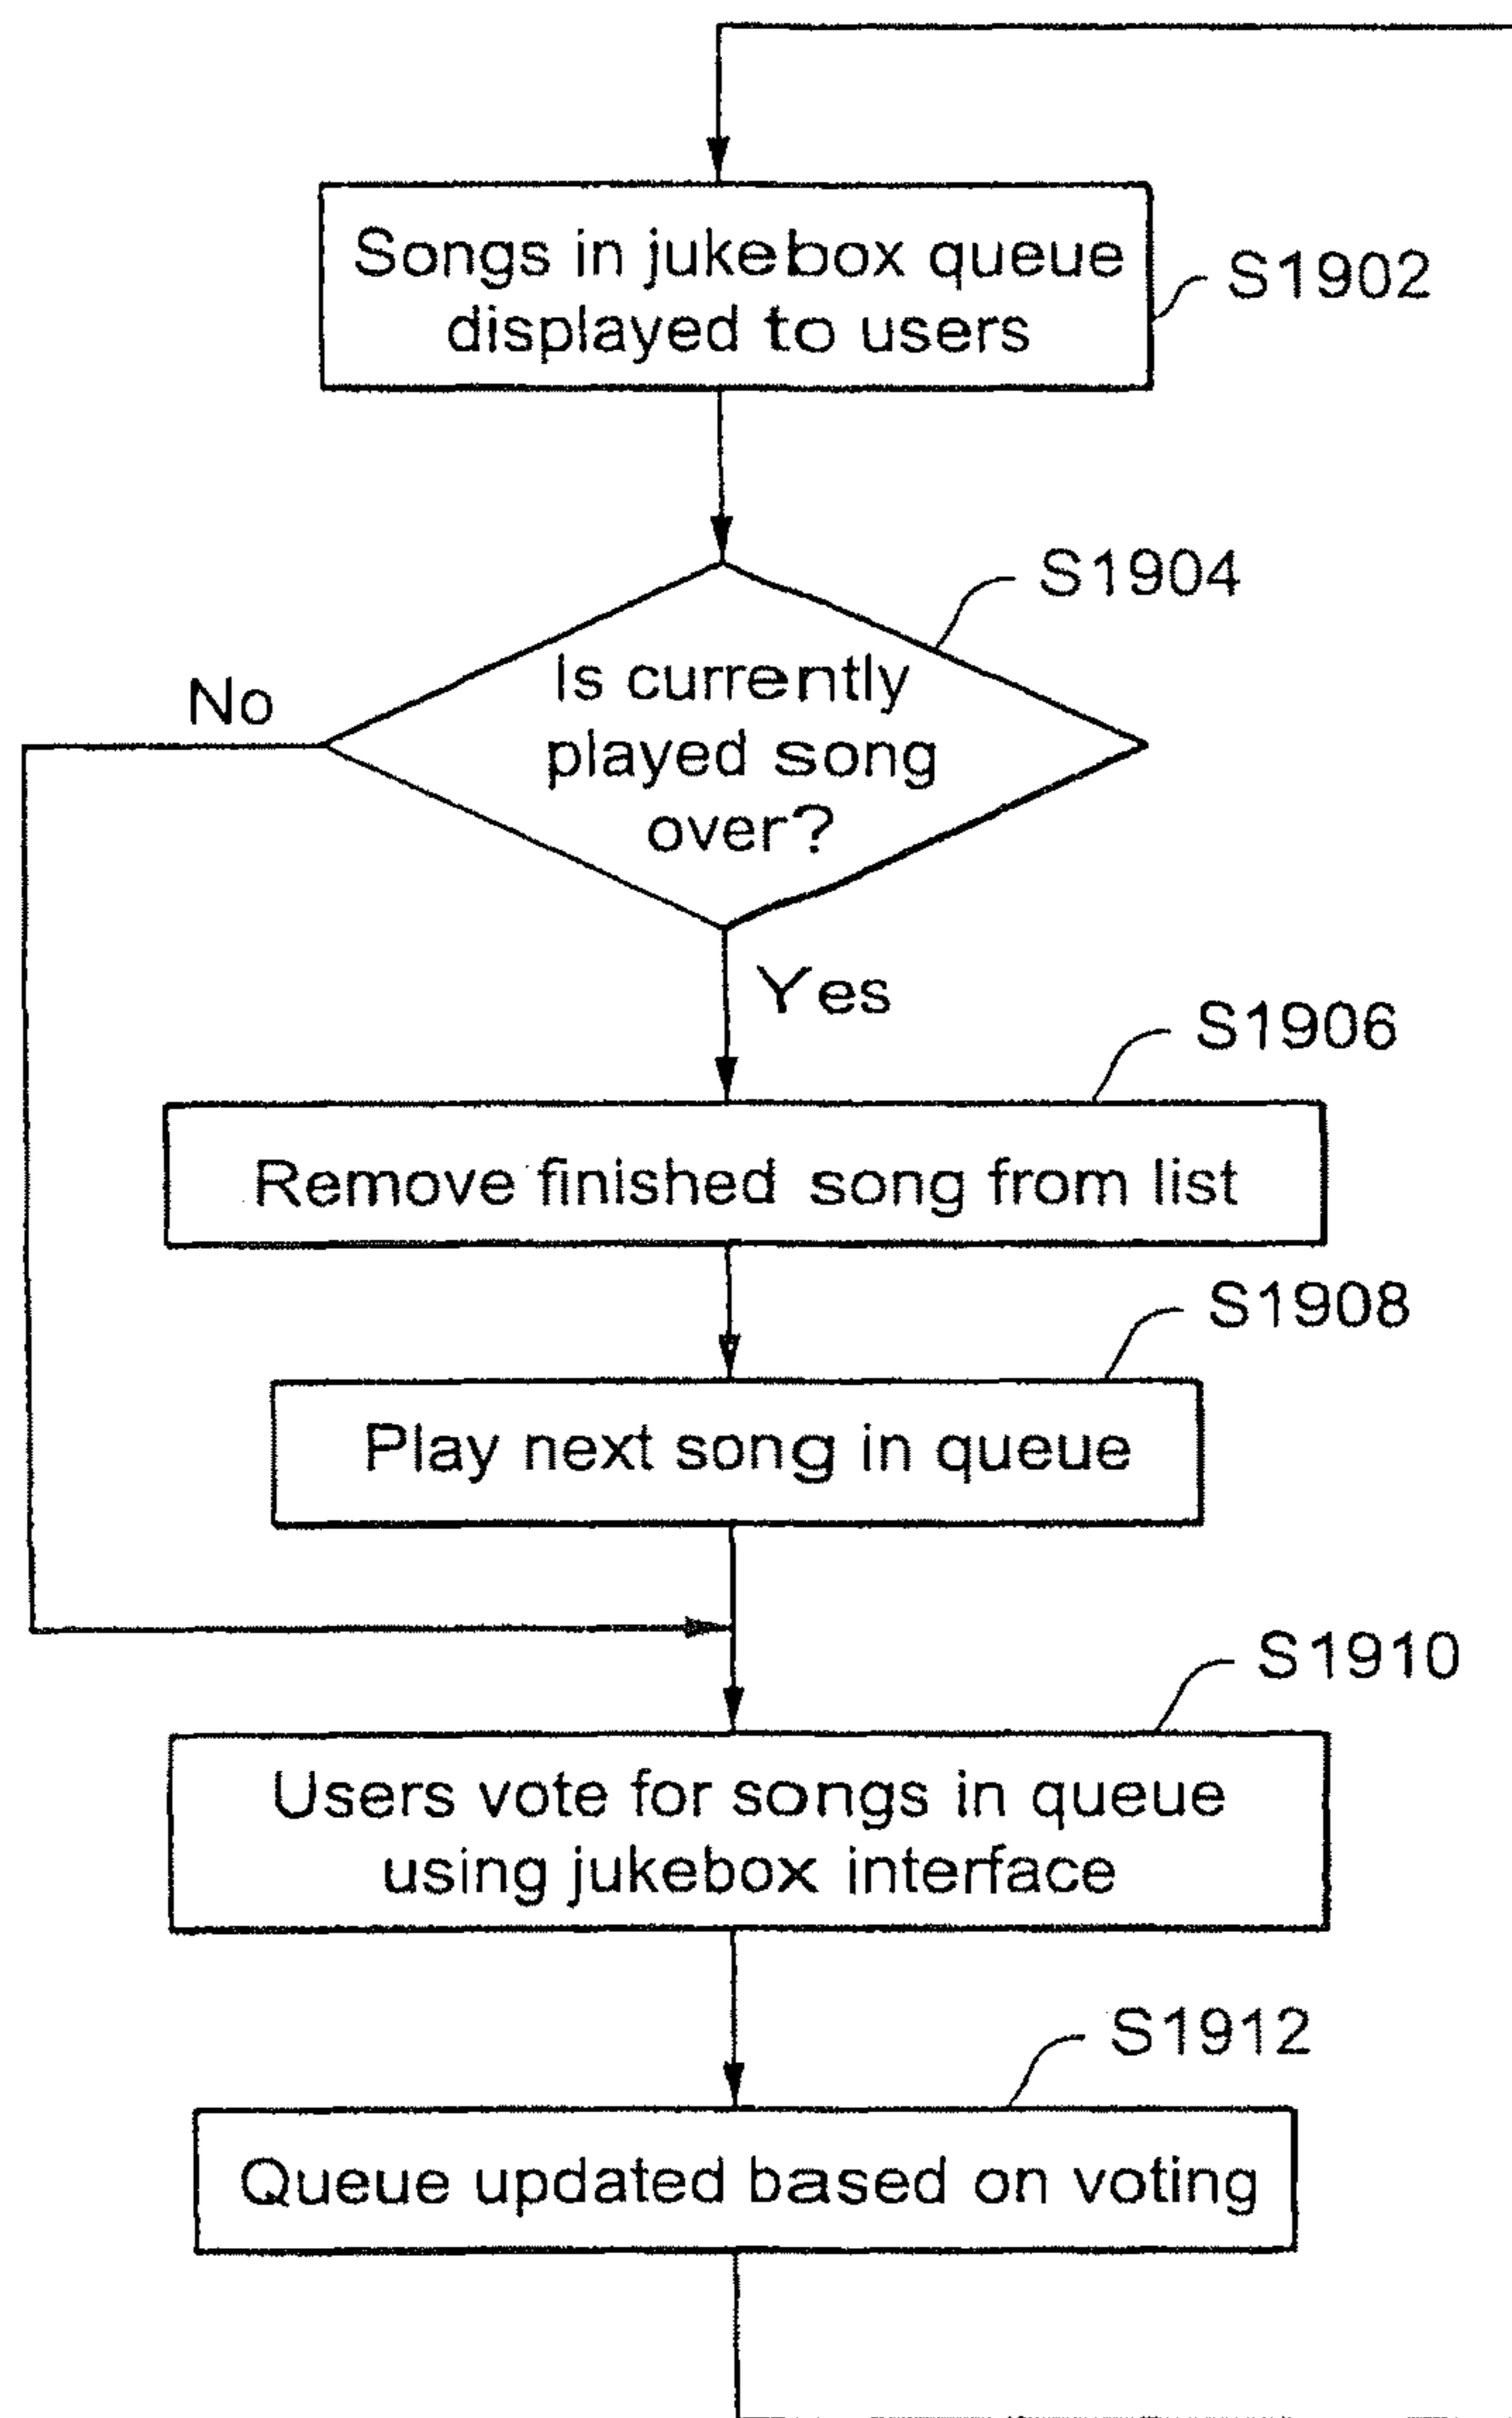 Songs in jukebox queue
displayed to users
S1902
S1904
Is currently
played song
over?
No
Yes
S1906
Remove finished song from list
S1908
Play next song in queue
S1910
Users vote for songs in queue
using jukebox interface
S1912
Queue updated based on voting